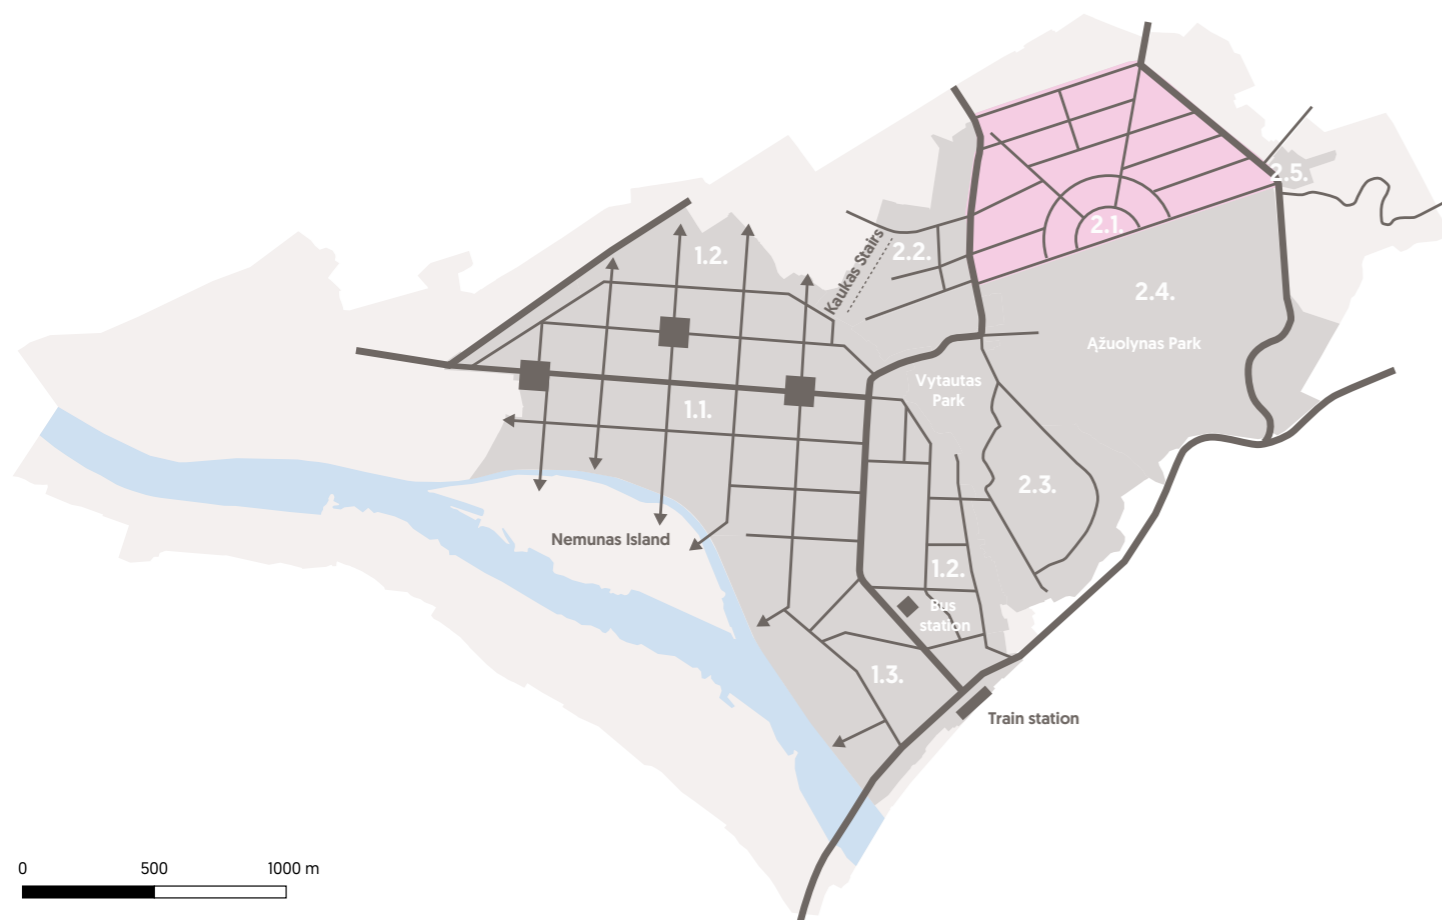 2.5.
2.1.
Kaukas Stairs
2.2.
1.2.
2.4.
Ąžuolynas Park
Vytautas
Park
1.1.
2.3.
Nemunas Island
1.2.
Bus
station
1.3.
Train station
0 500 1000 m